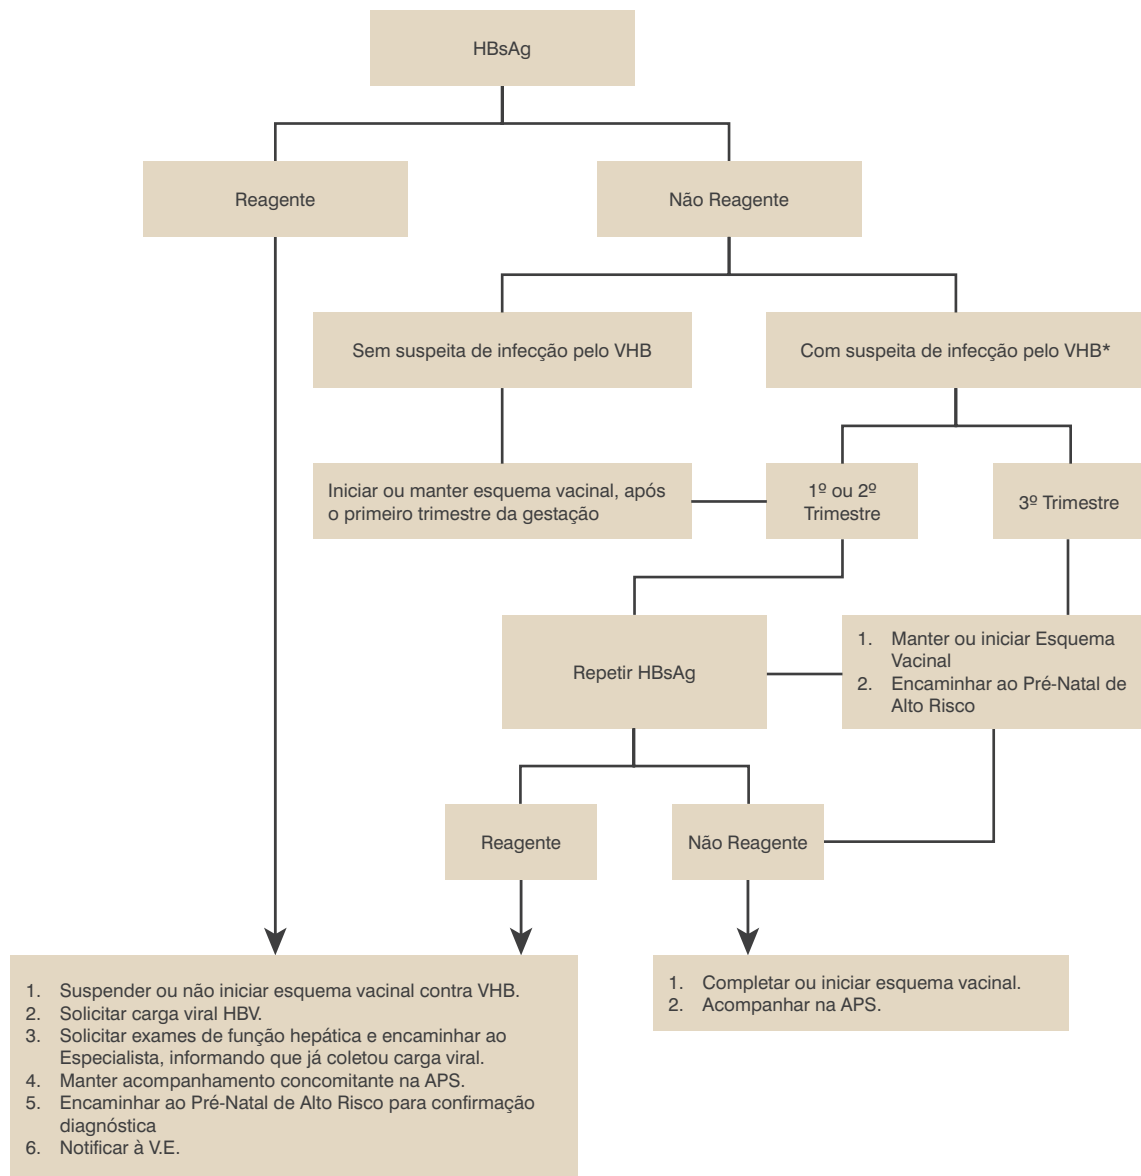 HBsAg
Reagente
Não Reagente
Sem suspeita de infecção pelo VHB
Com suspeita de infecção pelo VHB*
Iniciar ou manter esquema vacinal, após
o primeiro trimestre da gestação
1º ou 2º
Trimestre
3º Trimestre
Repetir HBsAg
1. Manter ou iniciar Esquema
Vacinal
2. Encaminhar ao Pré-Natal de
Alto Risco
Reagente
Não Reagente
1. Suspender ou não iniciar esquema vacinal contra VHB.
2. Solicitar carga viral HBV.
3. Solicitar exames de função hepática e encaminhar ao
Especialista, informando que já coletou carga viral.
4. Manter acompanhamento concomitante na APS.
5. Encaminhar ao Pré-Natal de Alto Risco para confirmação
diagnóstica
6. Notificar à V.E.
1. Completar ou iniciar esquema vacinal.
2. Acompanhar na APS.